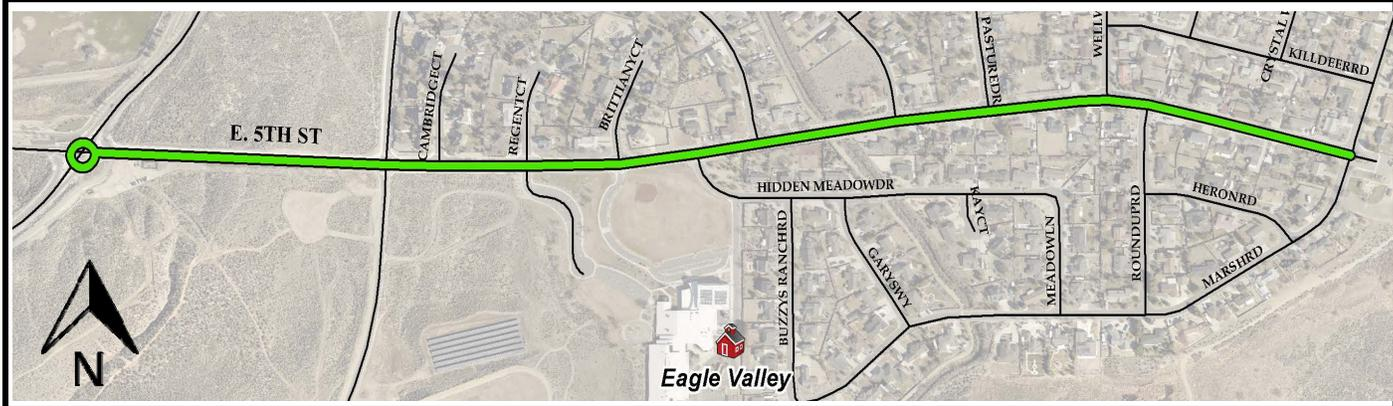 PASTUREDR
WELLW
CRYSTAL
KILLDEERRD
CAMBRIDGECT
REGENTCT
BRITTIANYCT
E. 5TH ST
HIDDEN MEADOWDR
KAYCT
HERONRD
BUZZYS RANCHRD
GARYSWY
MEADOWLN
ROUNDUPRD
MARSHRD
N
Eagle Valley